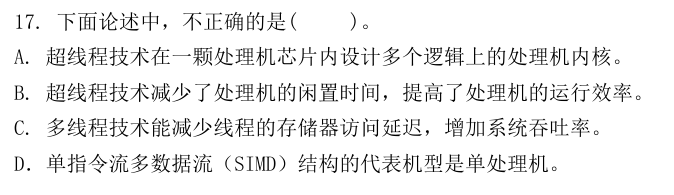 17. 下面论述中，不正确的是(　　)。
A. 超线程技术在一颗处理机芯片内设计多个逻辑上的处理机内核。
B. 超线程技术减少了处理机的闲置时间，提高了处理机的运行效率。
C. 多线程技术能减少线程的存储器访问延迟，增加系统吞吐率。
D. 单指令流多数据流（SIMD）结构的代表机型是单处理机。